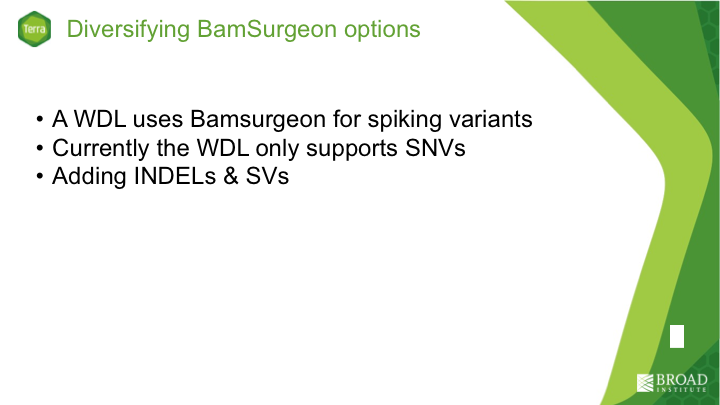 Terra
Diversifying BamSurgeon options
• A WDL uses Bamsurgeon for spiking variants
• Currently the WDL only supports SNVs
• Adding INDELs & SVs
BROAD
INSTITUTE